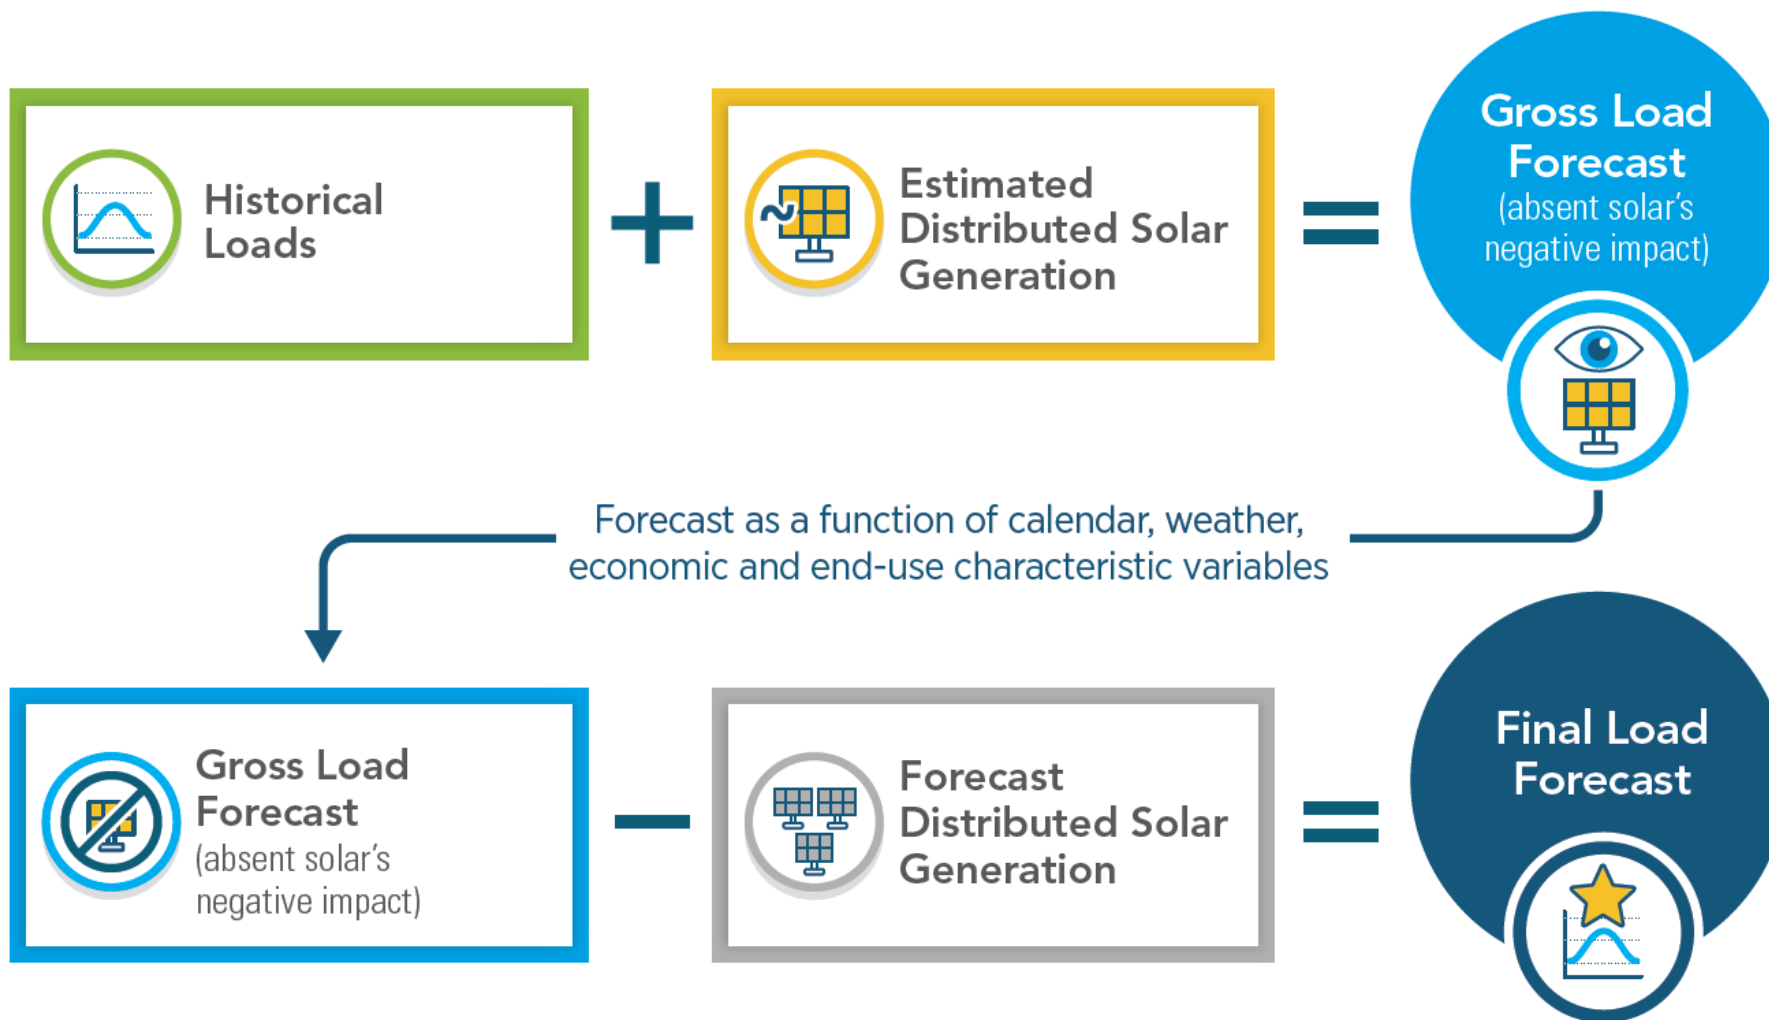 Historical
Loads
+
Estimated
Distributed Solar
Generation
=
Gross Load
Forecast
(absent solar's
negative impact)
Forecast as a function of calendar, weather,
economic and end-use characteristic variables
Gross Load
Forecast
(absent solar's
negative impact)
−
Forecast
Distributed Solar
Generation
=
Final Load
Forecast